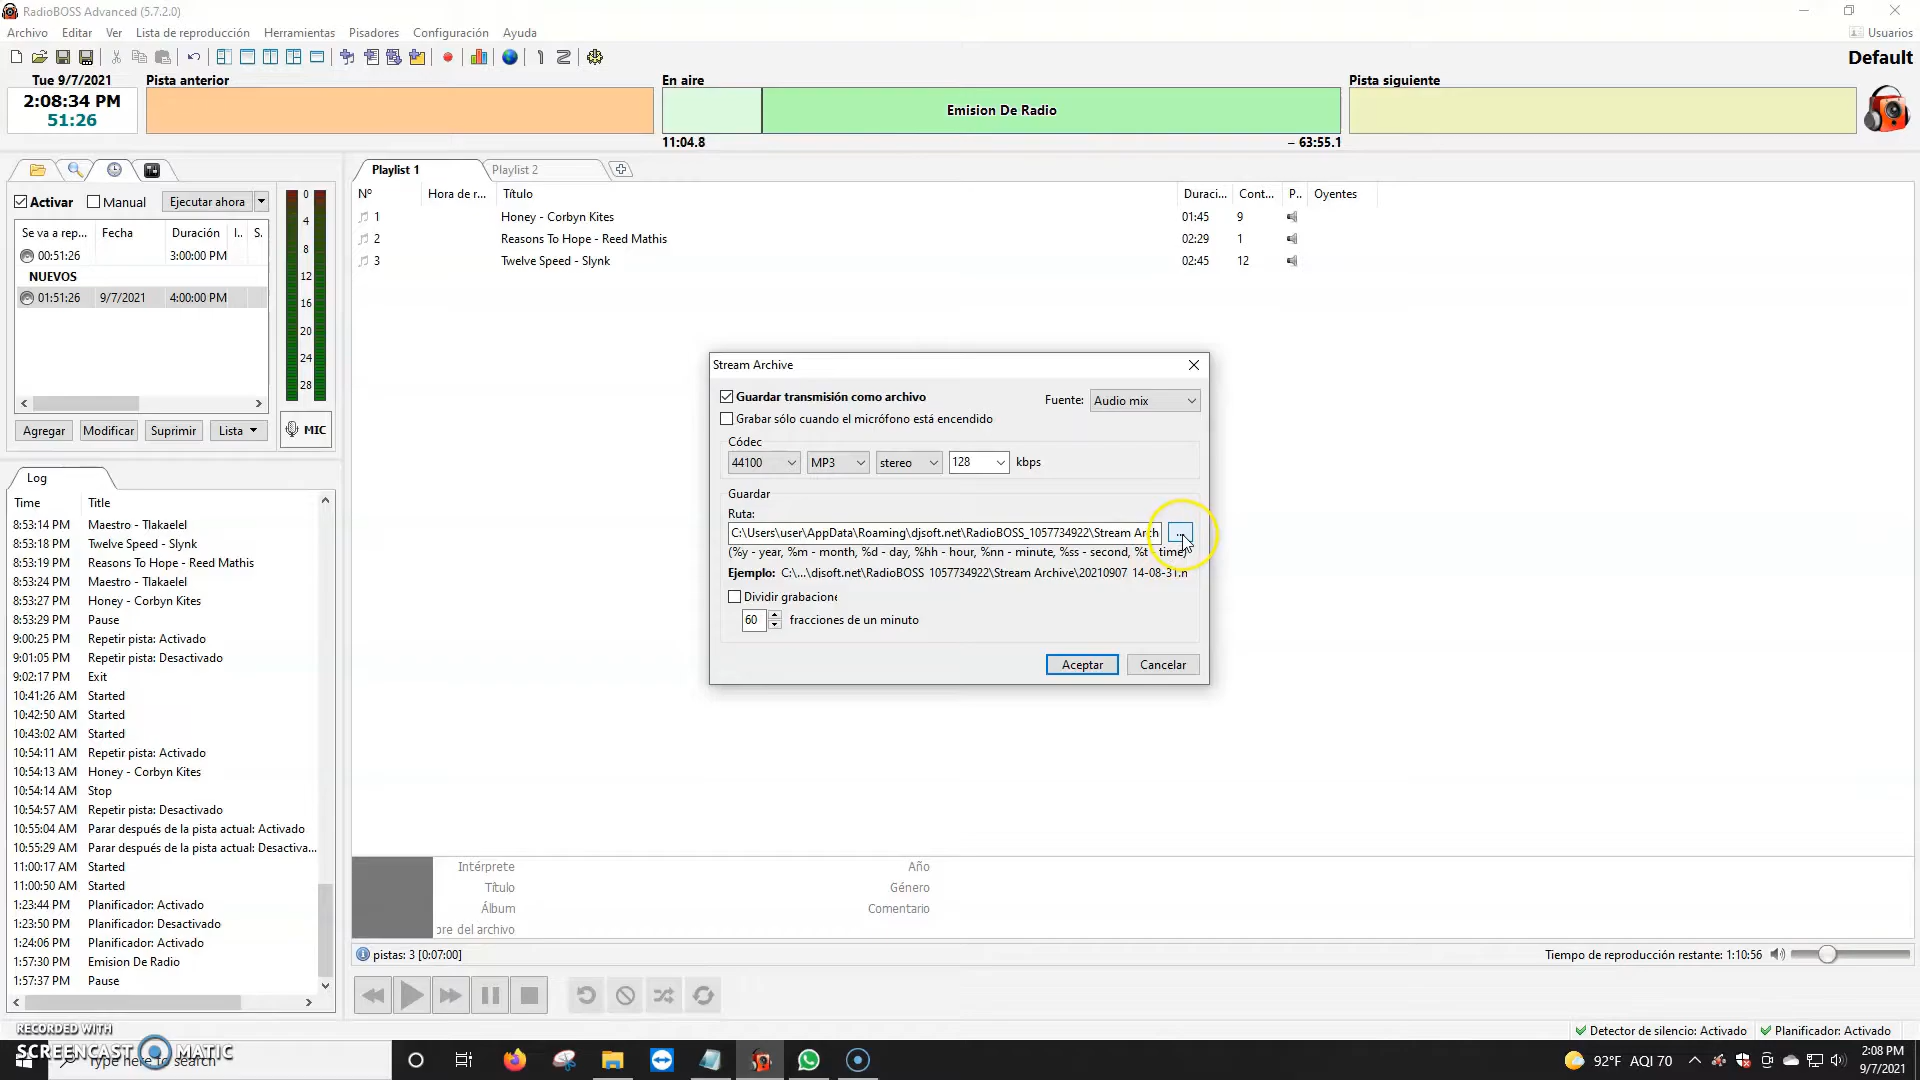 RadioBOSS Advanced (5.7.2.0)
Archivo Editar Ver Lista de reproducción Herramientas Pisadores Configuración Ayuda Usuarios
Default
Tue 9/7/2021
2:08:34 PM
51:26
Pista anterior
En aire
Emision De Radio
11:04.8
– 63:55.1
Pista siguiente
Activar Manual Ejecutar ahora
Se va a rep... Fecha Duración I.. S.
00:51:26 3:00:00 PM
NUEVOS
01:51:26 9/7/2021 4:00:00 PM
Agregar Modificar Suprimir Lista
0
4
8
12
16
20
24
28
MIC
Playlist 1 Playlist 2
Nº Hora de r... Título Duraci... Cont... P.. Oyentes
1 Honey - Corbyn Kites 01:45 9
2 Reasons To Hope - Reed Mathis 02:29 1
3 Twelve Speed - Slynk 02:45 12
Stream Archive
Guardar transmisión como archivo Fuente: Audio mix
Grabar sólo cuando el micrófono está encendido
Códec
44100 MP3 stereo 128 kbps
Guardar
Ruta:
C:\Users\user\AppData\Roaming\djsoft.net\RadioBOSS_1057734922\Stream Arch ...
(%y - year, %m - month, %d - day, %hh - hour, %nn - minute, %ss - second, %t - time)
Ejemplo: C:\...\djsoft.net\RadioBOSS 1057734922\Stream Archive\20210907 14-08-31.n
Dividir grabacione
60 fracciones de un minuto
Aceptar Cancelar
Log
Time Title
8:53:14 PM Maestro - Tlakaelel
8:53:18 PM Twelve Speed - Slynk
8:53:19 PM Reasons To Hope - Reed Mathis
8:53:24 PM Maestro - Tlakaelel
8:53:27 PM Honey - Corbyn Kites
8:53:29 PM Pause
9:00:25 PM Repetir pista: Activado
9:01:05 PM Repetir pista: Desactivado
9:02:17 PM Exit
10:41:26 AM Started
10:42:50 AM Started
10:43:02 AM Started
10:54:11 AM Repetir pista: Activado
10:54:13 AM Honey - Corbyn Kites
10:54:14 AM Stop
10:54:57 AM Repetir pista: Desactivado
10:55:04 AM Parar después de la pista actual: Activado
10:55:29 AM Parar después de la pista actual: Desactiva...
11:00:17 AM Started
11:00:50 AM Started
1:23:44 PM Planificador: Activado
1:23:50 PM Planificador: Desactivado
1:24:06 PM Planificador: Activado
1:57:30 PM Emision De Radio
1:57:37 PM Pause
Intérprete Año
Título Género
Álbum Comentario
ore del archivo
pistas: 3 [0:07:00]
Tiempo de reproducción restante: 1:10:56
Detector de silencio: Activado Planificador: Activado
RECORDED WITH
SCREENCAST MATIC
Type here to search
92°F AQI 70
2:08 PM
9/7/2021